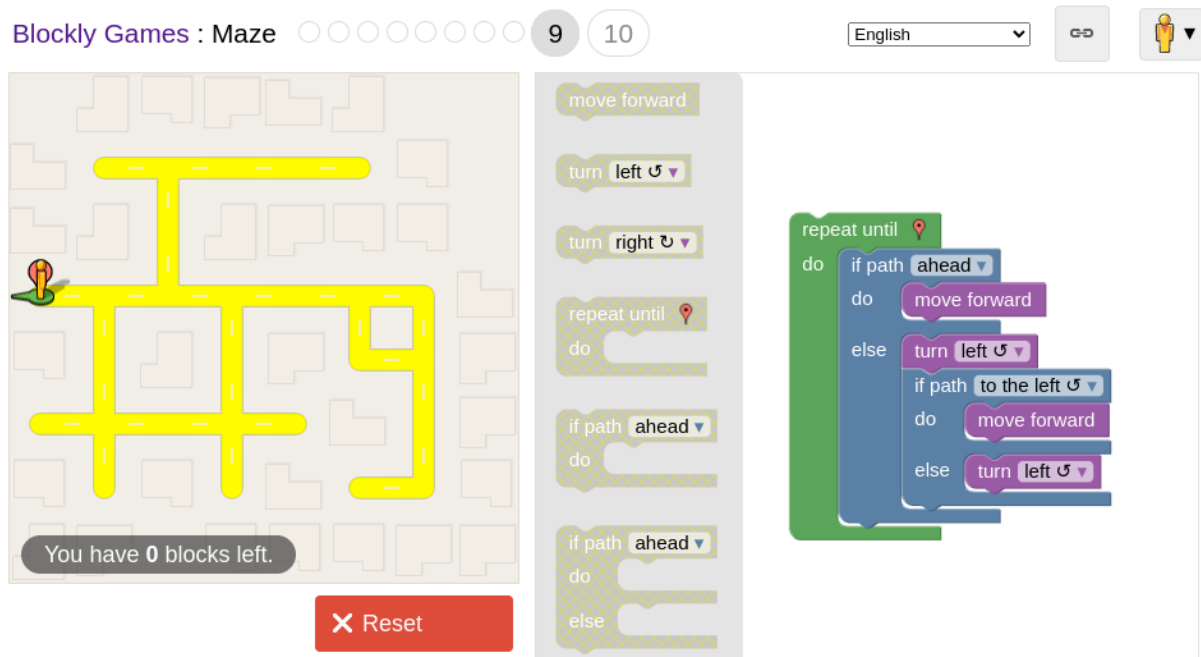 Blockly Games : Maze 9 10 English ▼
move forward
turn left ↺ ▾
turn right ↻ ▾
repeat until
do
if path ahead ▾
do
if path ahead ▾
do
else
repeat until
do if path ahead ▾
do move forward
else turn left ↺ ▾
if path to the left ↺ ▾
do move forward
else turn left ↺ ▾
You have 0 blocks left.
Reset